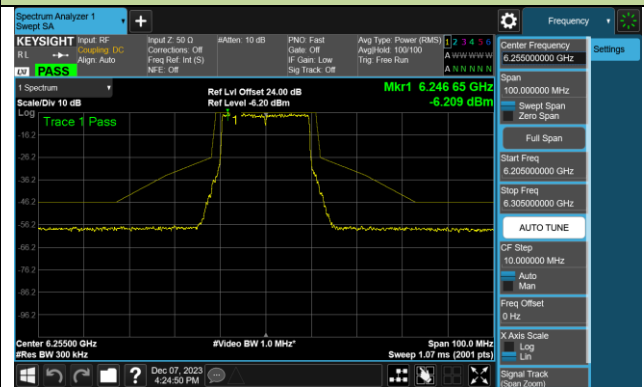 Spectrum Analyzer 1
Swept SA
+
Frequency
KEYSIGHT
RL
PASS
Input: RF
Coupling: DC
Align: Auto
Input Z: 50 Ω
Corrections: Off
Freq Ref: Int (S)
NFE: Off
#Atten: 10 dB
PNO: Fast
Gate: Off
IF Gain: Low
Sig Track: Off
Avg Type: Power (RMS)
Avg|Hold: 100/100
Trig: Free Run
1 2 3 4 5 6
A W W W W W
A N N N N N
1 Spectrum
Scale/Div 10 dB
Ref Lvl Offset 24.00 dB
Ref Level -6.20 dBm
Mkr1 6.246 65 GHz
-6.209 dBm
Log
Trace 1 Pass
1
-16.2
-26.2
-36.2
-46.2
-56.2
-66.2
-76.2
-86.2
-96.2
Center 6.25500 GHz
#Res BW 300 kHz
#Video BW 1.0 MHz*
Span 100.0 MHz
Sweep 1.07 ms (2001 pts)
Dec 07, 2023
4:24:50 PM
Center Frequency
6.255000000 GHz
Span
100.000000 MHz
Swept Span
Zero Span
Full Span
Start Freq
6.205000000 GHz
Stop Freq
6.305000000 GHz
AUTO TUNE
CF Step
10.000000 MHz
Auto
Man
Freq Offset
0 Hz
X Axis Scale
Log
Lin
Signal Track
(Span Zoom)
Settings